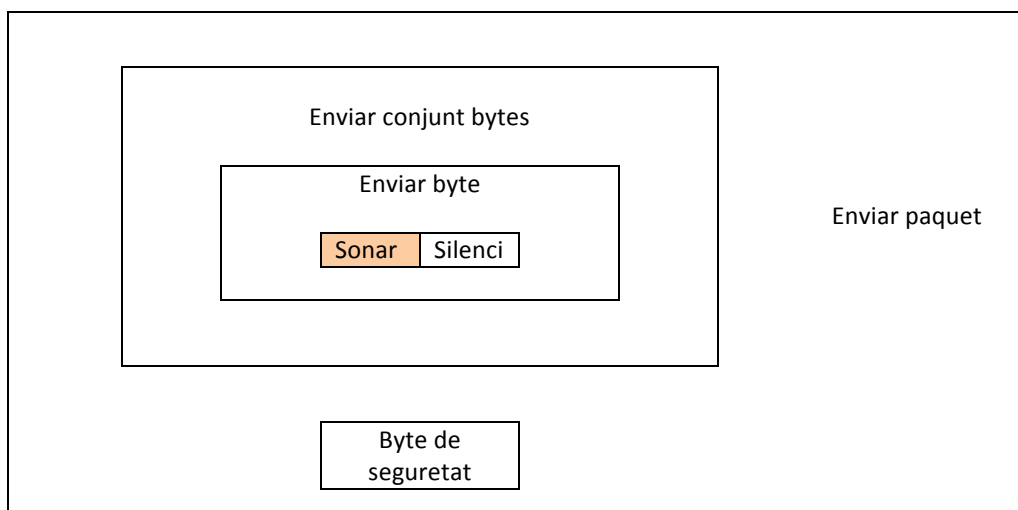 Enviar conjunt bytes
Enviar byte
Enviar paquet
Sonar
Silenci
Byte de
seguretat